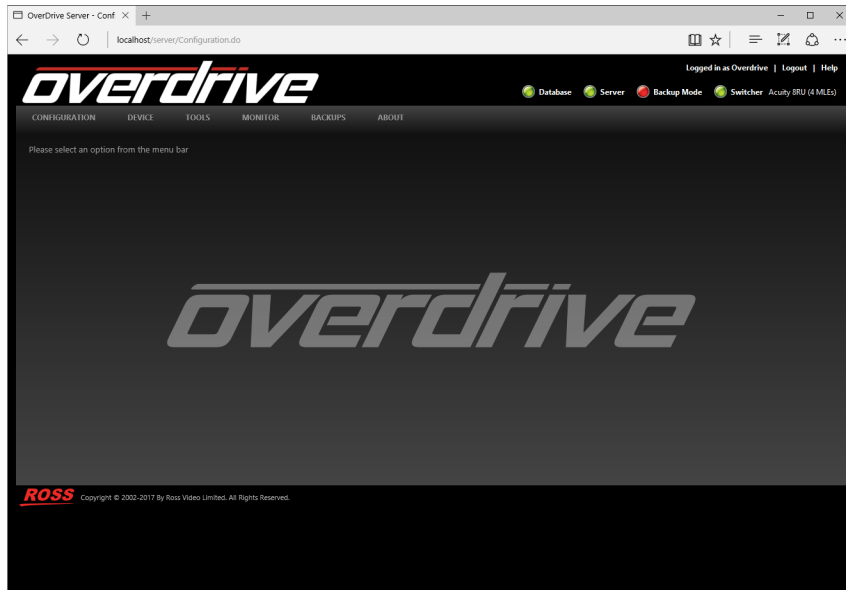 OverDrive Server - Conf
localhost/server/Configuration.do
overdrive
Logged in as Overdrive | Logout | Help
Database Server Backup Mode Switcher Acuity 8RU (4 MLEs)
CONFIGURATION DEVICE TOOLS MONITOR BACKUPS ABOUT
Please select an option from the menu bar
overdrive
ROSS Copyright © 2002-2017 By Ross Video Limited. All Rights Reserved.